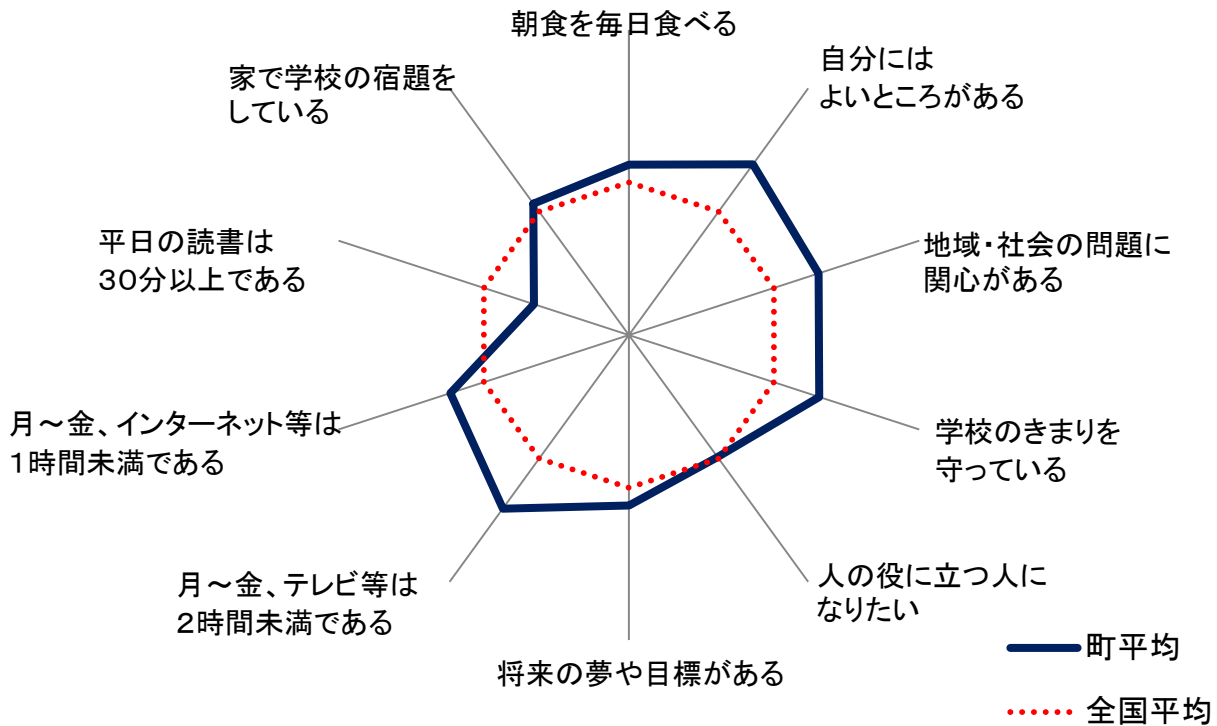 朝食を毎日食べる
自分には
よいところがある
地域・社会の問題に
関心がある
学校のきまりを
守っている
人の役に立つ人に
なりたい
将来の夢や目標がある
月～金、テレビ等は
２時間未満である
月～金、インターネット等は
１時間未満である
平日の読書は
３０分以上である
家で学校の宿題を
している
町平均
全国平均